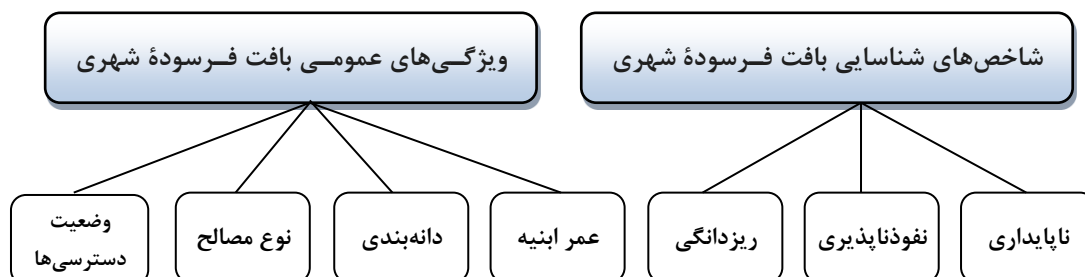 شاخص‌های شناسایی بافت فرسودهٔ شهری
ویژگی‌های عمومی بافت فرسودهٔ شهری
ناپایداری
نفوذناپذیری
ریزدانگی
عمر ابنیه
دانه‌بندی
نوع مصالح
وضعیت
دسترسی‌ها